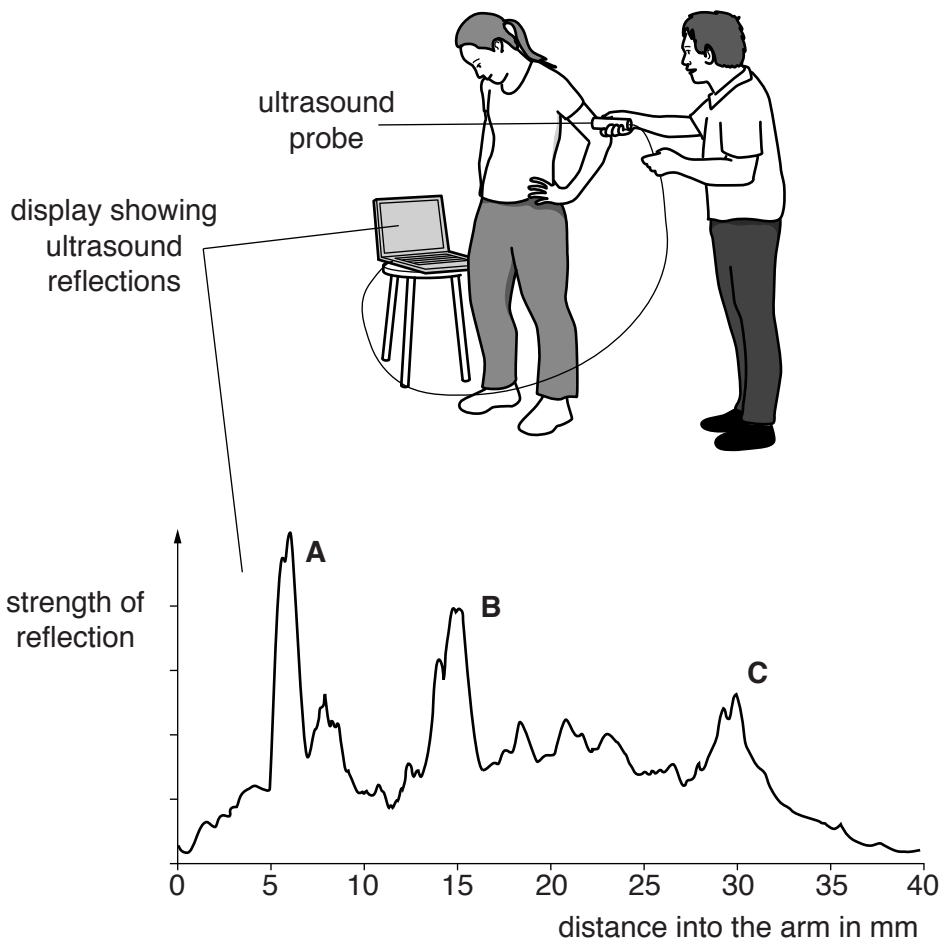 ultrasound
probe
display showing
ultrasound
reflections
A
B
C
strength of
reflection
0 5 10 15 20 25 30 35 40
distance into the arm in mm